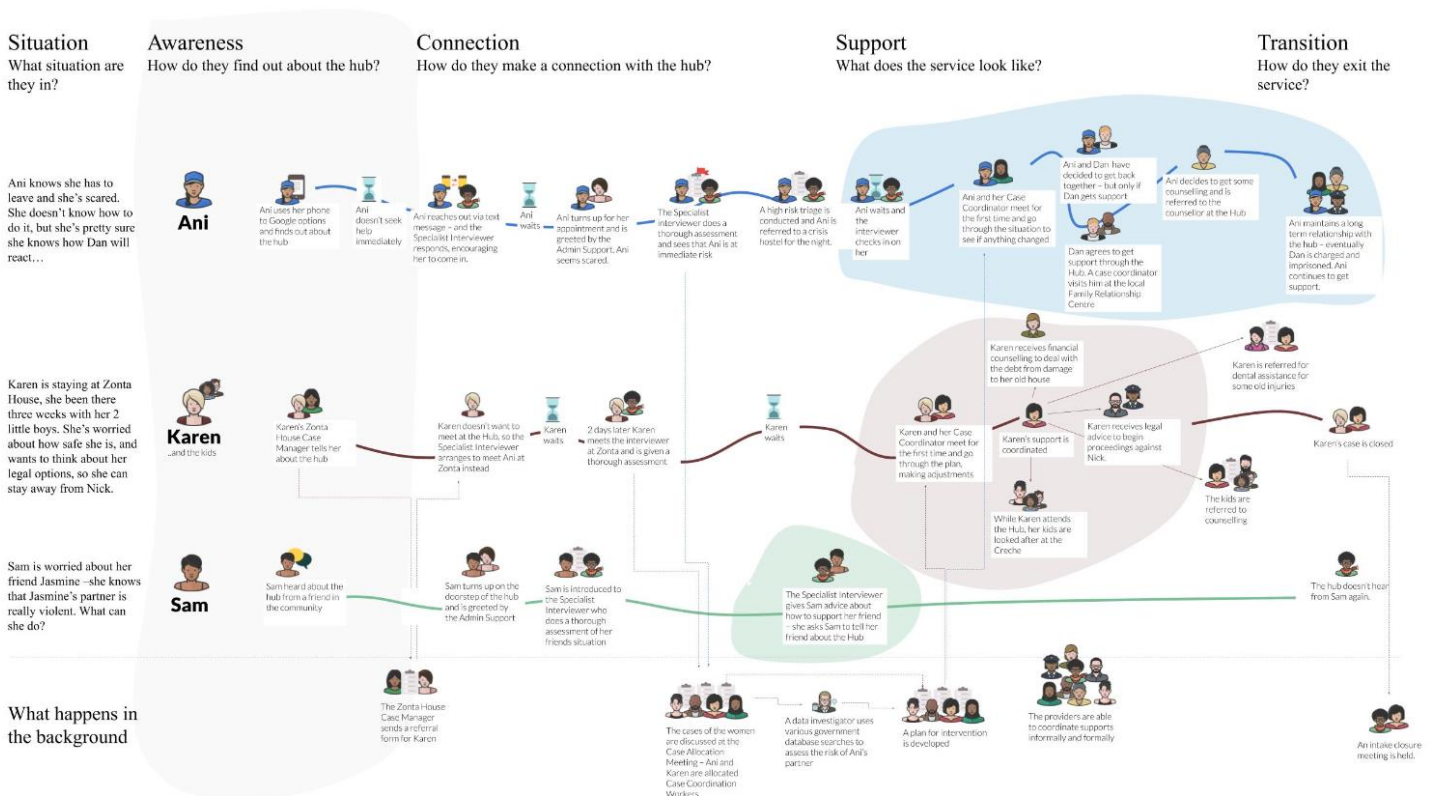 Situation
What situation are
they in?
Awareness
How do they find out about the hub?
Connection
How do they make a connection with the hub?
Support
What does the service look like?
Transition
How do they exit the
service?
Ani knows she has to
leave and she's scared.
She doesn't know how to
do it, but she's pretty sure
she knows how Dan will
react…
Ani
Ani uses her phone
to Google options
and finds out about
the hub
Ani
doesn't seek
help
immediately
Ani reaches out via text
message – and the
Specialist Interviewer
responds, encouraging
her to come in.
Ani
waits
Ani turns up for her
appointment and is
greeted by the
Admin Support. Ani
seems scared.
The Specialist
Interviewer does a
thorough assessment
and sees that Ani is at
immediate risk
A high risk triage is
conducted and Ani is
referred to a crisis
hostel for the night.
Ani waits and
the interviewer
checks in on
her
Ani and her Case
Coordinator meet for
the first time and go
through the situation to
see if anything changed.
Ani and Dan have
decided to get back
together – but only if
Dan gets support
Dan agrees to get
support through the
Hub. A case coordinator
visits him at the local
Family Relationship
Centre
Ani decides to get some
counselling and is
referred to the
counsellor at the Hub
Ani maintains a long
term relationship with
the hub – eventually
Dan is charged and
imprisoned. Ani
continues to get
support.
Karen is staying at Zonta
House, she been there
three weeks with her 2
little boys. She's worried
about how safe she is, and
wants to think about her
legal options, so she can
stay away from Nick.
Karen
...and the kids
Karen's Zonta
House Case
Manager tells her
about the hub
Karen doesn't want to
meet at the Hub, so the
Specialist Interviewer
arranges to meet Ani at
Zonta instead
Karen
waits
2 days later Karen
meets the interviewer
at Zonta and is given a
thorough assessment
Karen
waits
Karen and her Case
Coordinator meet for
the first time and go
through the plan,
making adjustments
Karen receives financial
counselling to deal with
the debt from damage
to her old house
Karen's support is
coordinated
While Karen attends
the Hub, her kids are
looked after at the
Creche
Karen receives legal
advice to begin
proceedings against
Nick.
Karen is referred for
dental assistance for
some old injuries
The kids are
referred to
counselling
Karen's case is closed
Sam is worried about her
friend Jasmine –she knows
that Jasmine's partner is
really violent. What can
she do?
Sam
Sam heard about the
hub from a friend in
the community
Sam turns up on the
doorstep of the hub
and is greeted by
the Admin Support
Sam is introduced to
the Specialist
Interviewer who
does a thorough
assessment of her
friends situation
The Specialist Interviewer
gives Sam advice about
how to support her friend
– she asks Sam to tell her
friend about the Hub
The hub doesn't hear
from Sam again.
What happens in
the background
The Zonta House
Case Manager
sends a referral
form for Karen
The cases of the women
are discussed at the
Case Allocation
Meeting – Ani and
Karen are allocated
Case Coordination
Workers
A data investigator uses
various government
database searches to
assess the risk of Ani's
partner
A plan for intervention
is developed
The providers are able
to coordinate supports
informally and formally
An intake closure
meeting is held.